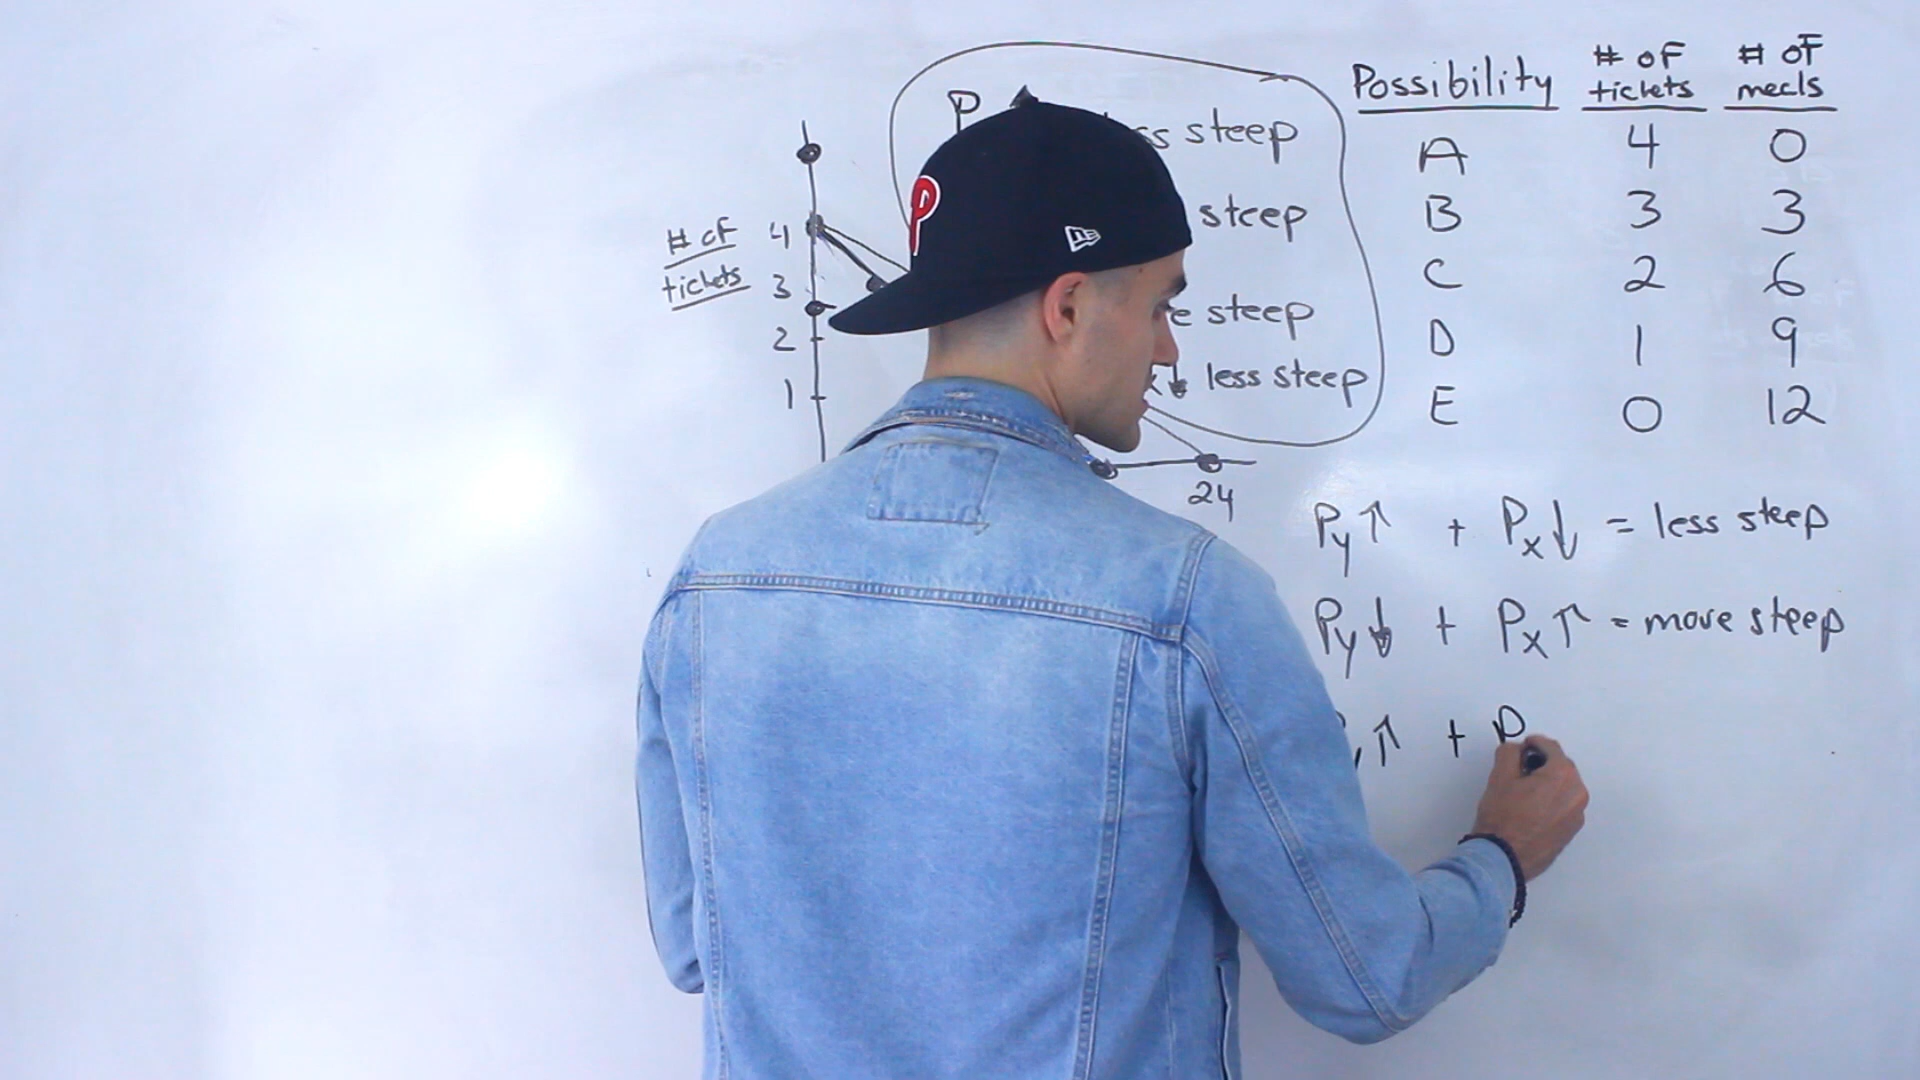 P
less steep
steep
steep
x↓ less steep
# of
tickets
4
3
2
1
24
Possibility # of tickets # of meals
A 4 0
B 3 3
C 2 6
D 1 9
E 0 12
Py↑ + Px↓ = less steep
Py↓ + Px↑ = more steep
↑ + P
P